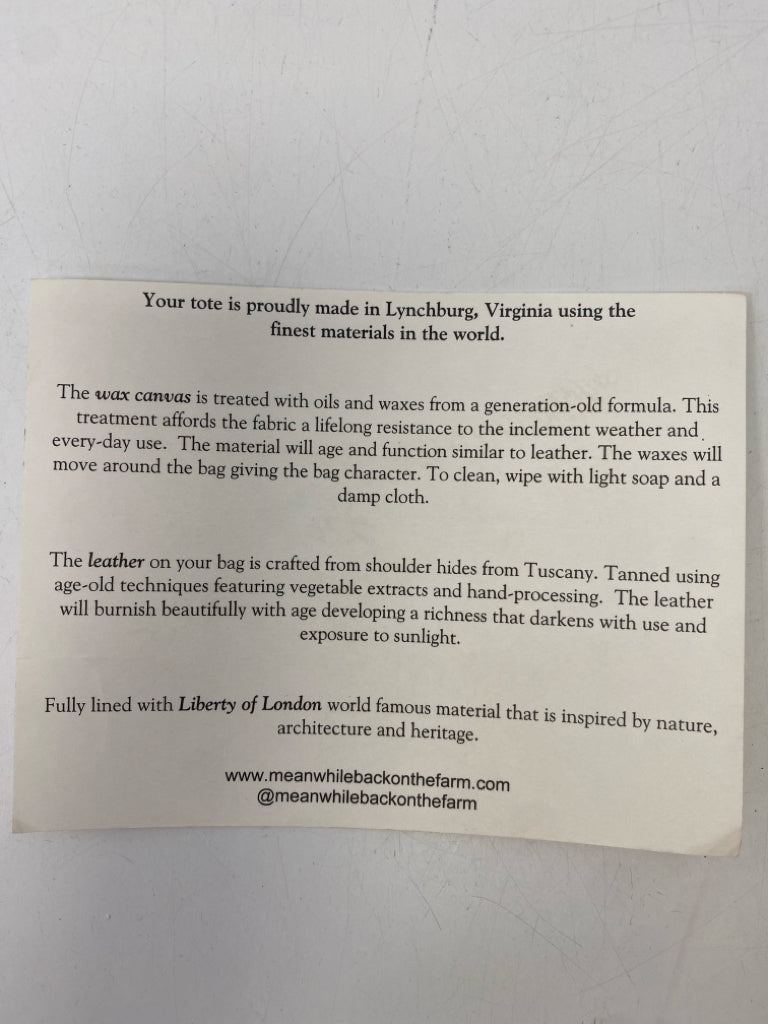 Your tote is proudly made in Lynchburg, Virginia using the
finest materials in the world.
The wax canvas is treated with oils and waxes from a generation-old formula. This
treatment affords the fabric a lifelong resistance to the inclement weather and
every-day use. The material will age and function similar to leather. The waxes will
move around the bag giving the bag character. To clean, wipe with light soap and a
damp cloth.
The leather on your bag is crafted from shoulder hides from Tuscany. Tanned using
age-old techniques featuring vegetable extracts and hand-processing. The leather
will burnish beautifully with age developing a richness that darkens with use and
exposure to sunlight.
Fully lined with Liberty of London world famous material that is inspired by nature,
architecture and heritage.
www.meanwhilebackonthefarm.com
@meanwhilebackonthefarm